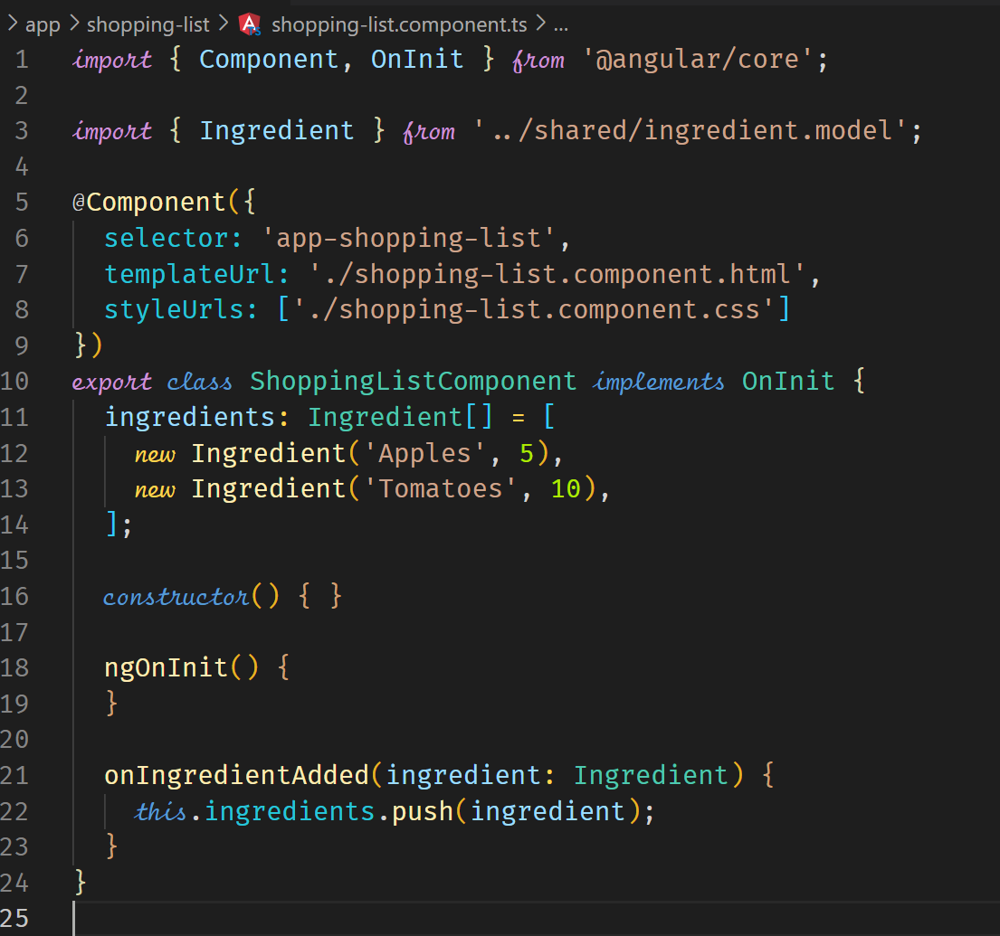 > app > shopping-list > shopping-list.component.ts > ...
1 import { Component, OnInit } from '@angular/core';
2
3 import { Ingredient } from '../shared/ingredient.model';
4
5 @Component({
6   selector: 'app-shopping-list',
7   templateUrl: './shopping-list.component.html',
8   styleUrls: ['./shopping-list.component.css']
9 })
10 export class ShoppingListComponent implements OnInit {
11   ingredients: Ingredient[] = [
12     new Ingredient('Apples', 5),
13     new Ingredient('Tomatoes', 10),
14   ];
15
16   constructor() { }
17
18   ngOnInit() {
19   }
20
21   onIngredientAdded(ingredient: Ingredient) {
22     this.ingredients.push(ingredient);
23   }
24 }
25